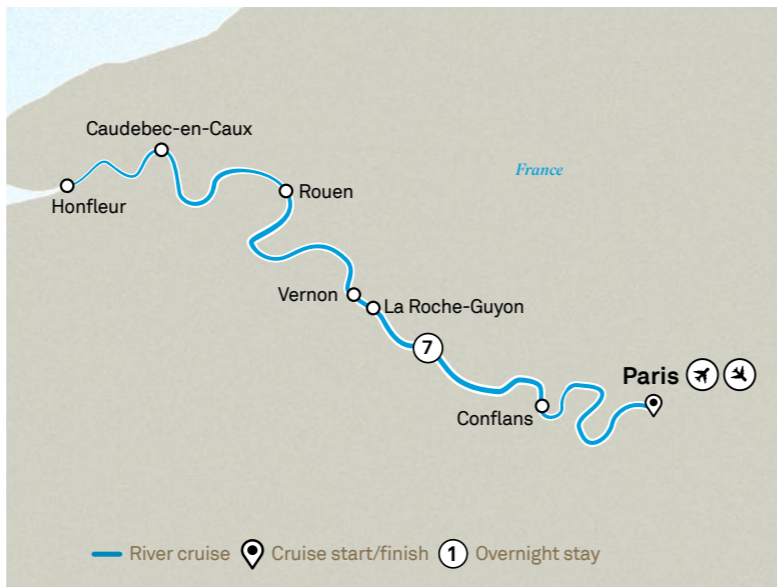 Caudebec-en-Caux
France
Honfleur
Rouen
Vernon
La Roche-Guyon
7
Paris
Conflans
River cruise
Cruise start/finish
1 Overnight stay